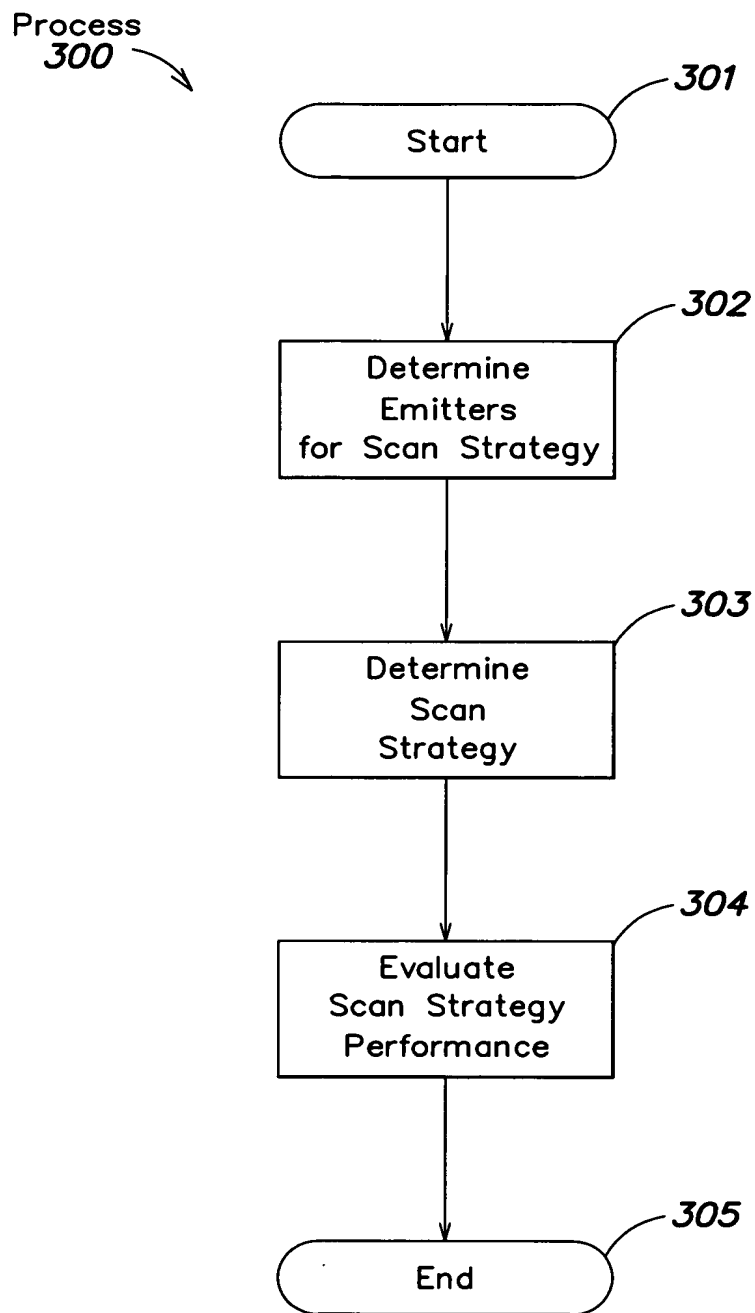 Process
300
301
Start
302
Determine
Emitters
for Scan Strategy
303
Determine
Scan
Strategy
304
Evaluate
Scan Strategy
Performance
305
End